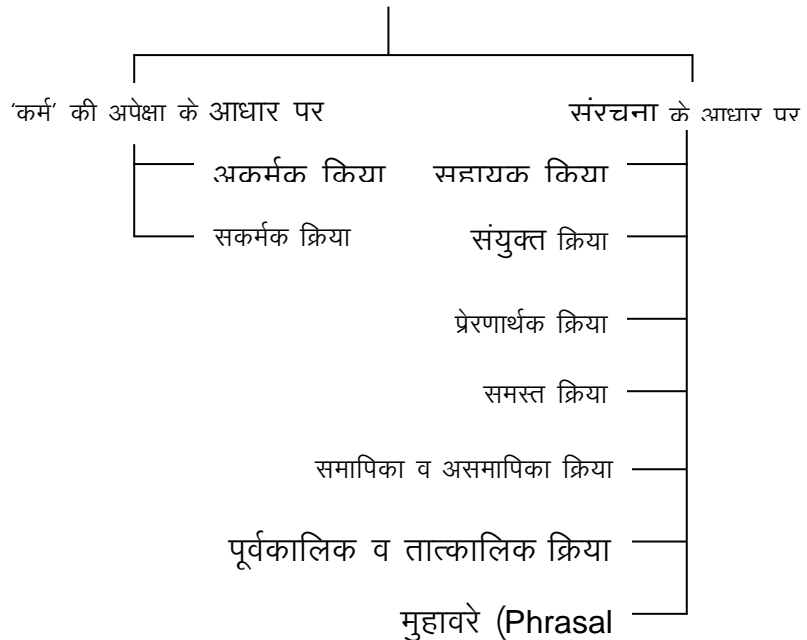 'कर्म' की अपेक्षा के आधार पर
संरचना के आधार पर
अकर्मक क्रिया
सहायक क्रिया
सकर्मक क्रिया
संयुक्त क्रिया
प्रेरणार्थक क्रिया
समस्त क्रिया
समापिका व असमापिका क्रिया
पूर्वकालिक व तात्कालिक क्रिया
मुहावरे (Phrasal